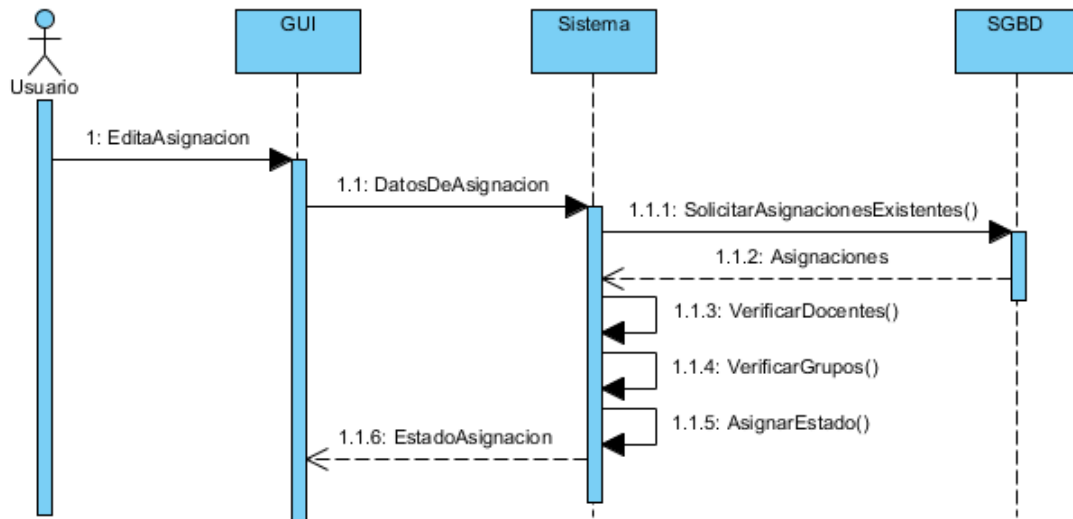 GUI
Sistema
SGBD
Usuario
1: EditaAsignacion
1.1: DatosDeAsignacion
1.1.1: SolicitarAsignacionesExistentes()
1.1.2: Asignaciones
1.1.3: VerificarDocentes()
1.1.4: VerificarGrupos()
1.1.5: AsignarEstado()
1.1.6: EstadoAsignacion